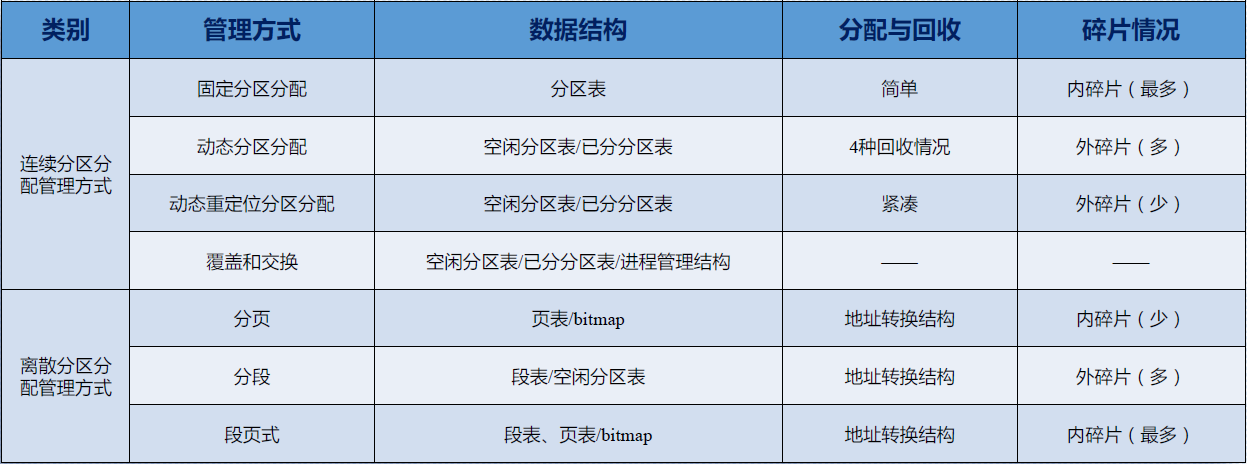 类别 管理方式 数据结构 分配与回收 碎片情况
连续分区分
配管理方式
固定分区分配 分区表 简单 内碎片（最多）
动态分区分配 空闲分区表/已分分区表 4种回收情况 外碎片（多）
动态重定位分区分配 空闲分区表/已分分区表 紧凑 外碎片（少）
覆盖和交换 空闲分区表/已分分区表/进程管理结构 —— ——
离散分区分
配管理方式
分页 页表/bitmap 地址转换结构 内碎片（少）
分段 段表/空闲分区表 地址转换结构 外碎片（多）
段页式 段表、页表/bitmap 地址转换结构 内碎片（最多）